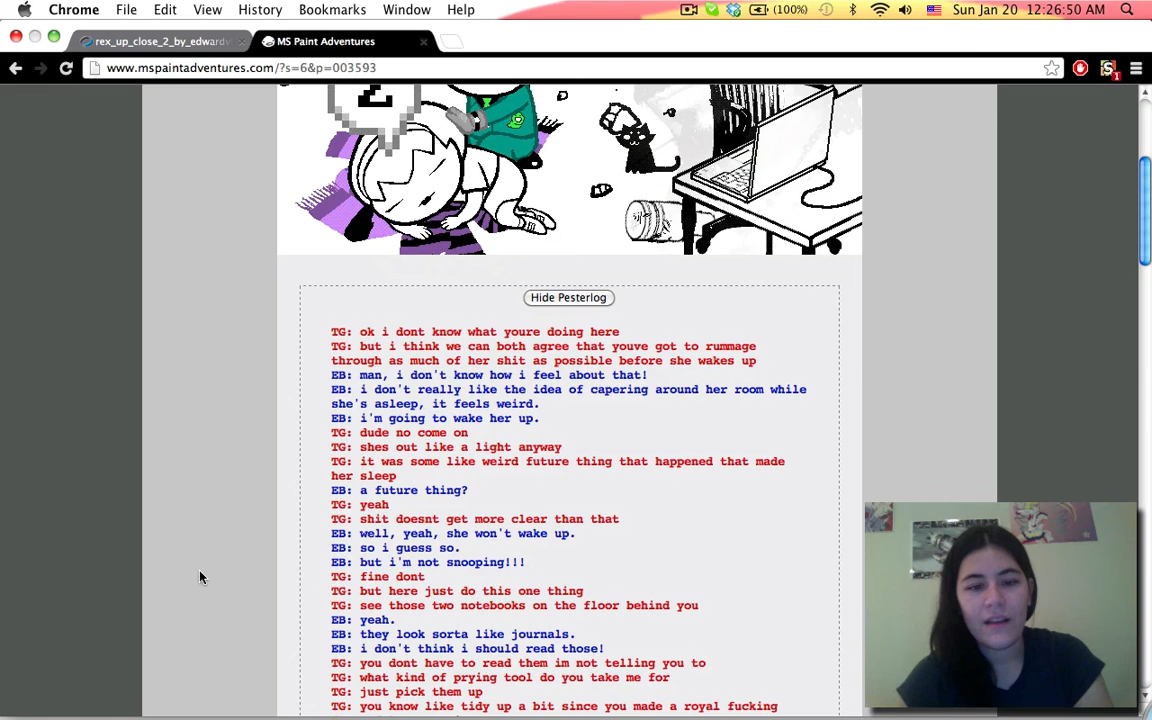 Chrome File Edit View History Bookmarks Window Help (100%) Sun Jan 20 12:26:50 AM
rex_up_close_2_by_edward MS Paint Adventures
www.mspaintadventures.com/?s=6&p=003593
Z
Hide Pesterlog
TG: ok i dont know what youre doing here
TG: but i think we can both agree that youve got to rummage
through as much of her shit as possible before she wakes up
EB: man, i don't know how i feel about that!
EB: i don't really like the idea of capering around her room while
she's asleep, it feels weird.
EB: i'm going to wake her up.
TG: dude no come on
TG: shes out like a light anyway
TG: it was some like weird future thing that happened that made
her sleep
EB: a future thing?
TG: yeah
TG: shit doesnt get more clear than that
EB: well, yeah, she won't wake up.
EB: so i guess so.
EB: but i'm not snooping!!!
TG: fine dont
TG: but here just do this one thing
TG: see those two notebooks on the floor behind you
EB: yeah.
EB: they look sorta like journals.
EB: i don't think i should read those!
TG: you dont have to read them im not telling you to
TG: what kind of prying tool do you take me for
TG: just pick them up
TG: you know like tidy up a bit since you made a royal fucking